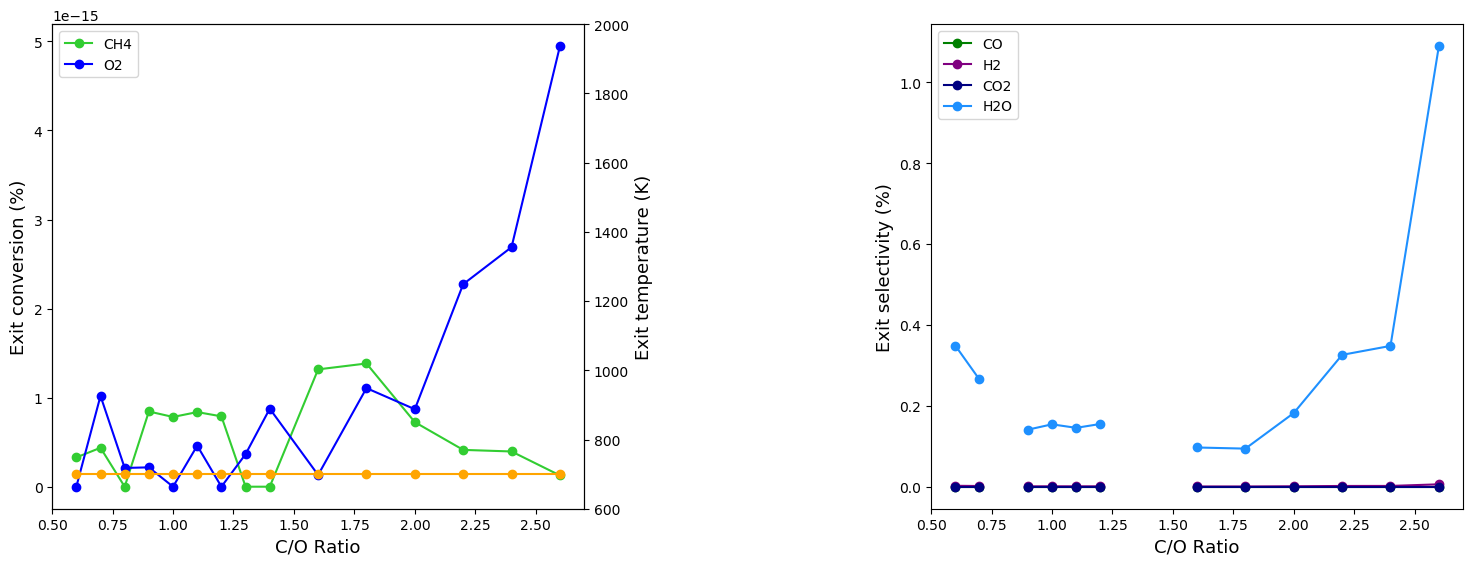 1e−15
CH4
O2
5
4
3
2
1
0
Exit conversion (%)
0.50 0.75 1.00 1.25 1.50 1.75 2.00 2.25 2.50
C/O Ratio
2000
1800
1600
1400
1200
1000
800
600
Exit temperature (K)
CO
H2
CO2
H2O
1.0
0.8
0.6
0.4
0.2
0.0
Exit selectivity (%)
0.50 0.75 1.00 1.25 1.50 1.75 2.00 2.25 2.50
C/O Ratio